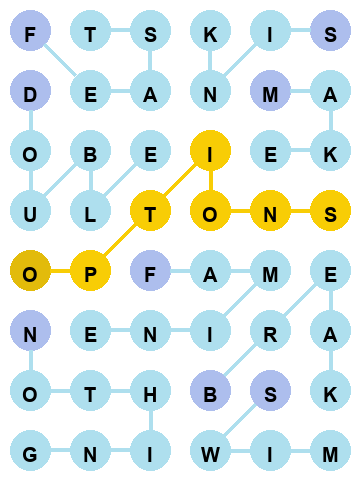 F T S K I S
D E A N M A
O B E I E K
U L T O N S
O P F A M E
N E N I R A
O T H B S K
G N I W I M